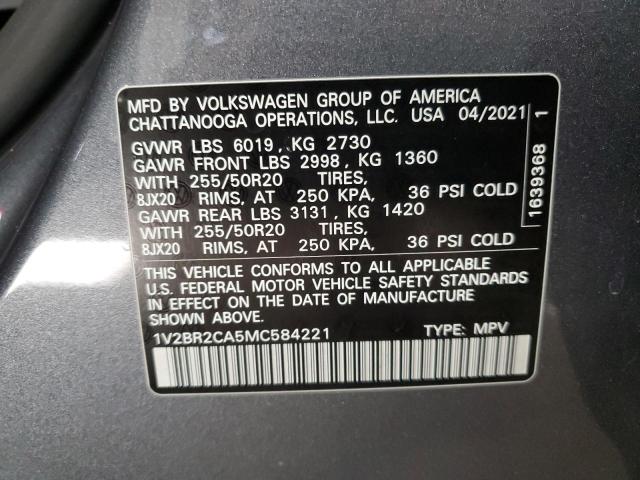 MFD BY VOLKSWAGEN GROUP OF AMERICA
CHATTANOOGA OPERATIONS, LLC. USA 04/2021
GVWR LBS 6019, KG 2730
GAWR FRONT LBS 2998, KG 1360
WITH 255/50R20 TIRES,
8JX20 RIMS, AT 250 KPA, 36 PSI COLD
GAWR REAR LBS 3131, KG 1420
WITH 255/50R20 TIRES,
8JX20 RIMS, AT 250 KPA, 36 PSI COLD
THIS VEHICLE CONFORMS TO ALL APPLICABLE
U.S. FEDERAL MOTOR VEHICLE SAFETY STANDARDS
IN EFFECT ON THE DATE OF MANUFACTURE
SHOWN ABOVE.
1V2BR2CA5MC584221 TYPE: MPV
1639368 1